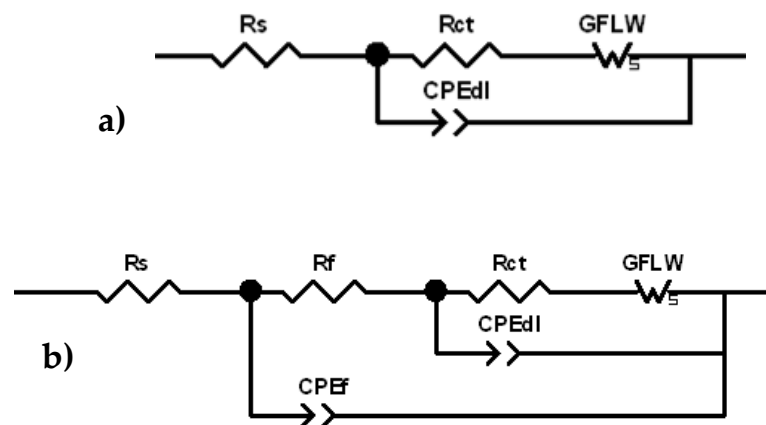 Rs Rct GFLW
s
CPEdl
a)
Rs Rf Rct GFLW
s
CPEdl
b)
CPEf